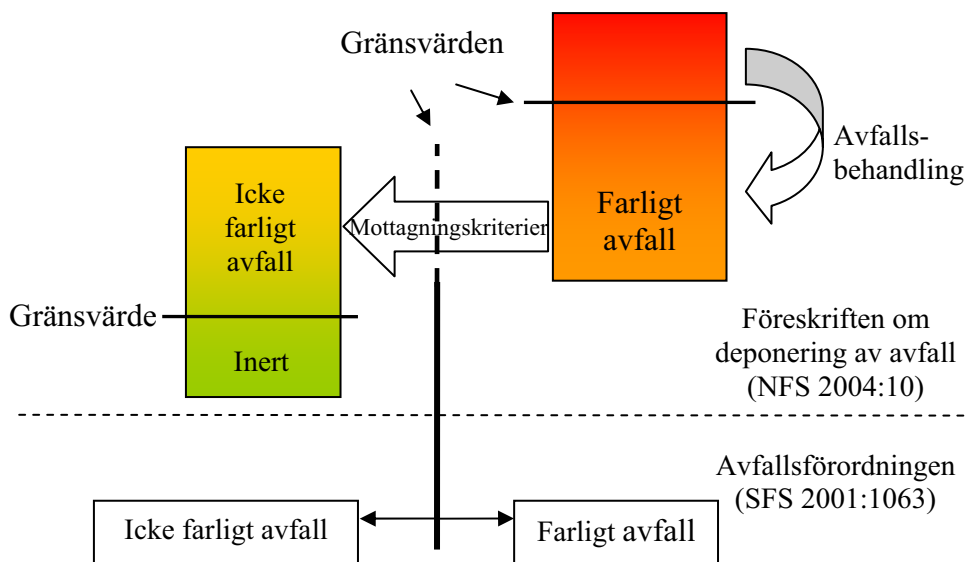 Gränsvärden
Avfalls-
behandling
Icke
farligt
avfall
Mottagningskriterier
Farligt
avfall
Gränsvärde
Inert
Föreskriften om
deponering av avfall
(NFS 2004:10)
Avfallsförordningen
(SFS 2001:1063)
Icke farligt avfall
Farligt avfall